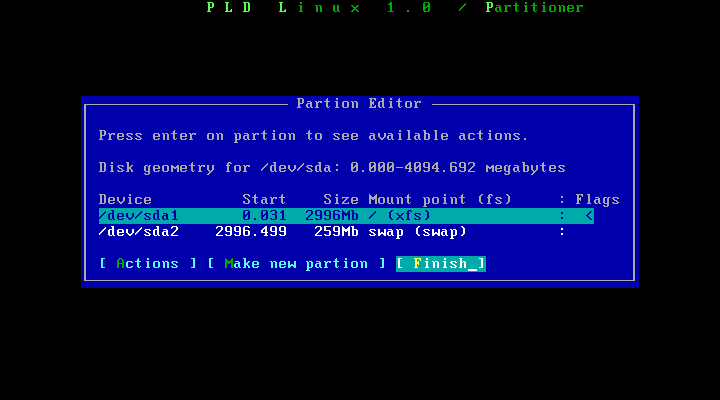 P L D  L i n u x  1 . 0  /  Partitioner
Partion Editor
Press enter on partion to see available actions.
Disk geometry for /dev/sda: 0.000-4094.692 megabytes
Device Start Size Mount point (fs) : Flags
/dev/sda1 0.031 2996Mb / (xfs) : <
/dev/sda2 2996.499 259Mb swap (swap) :
[ Actions ] [ Make new partion ] [ Finish_]